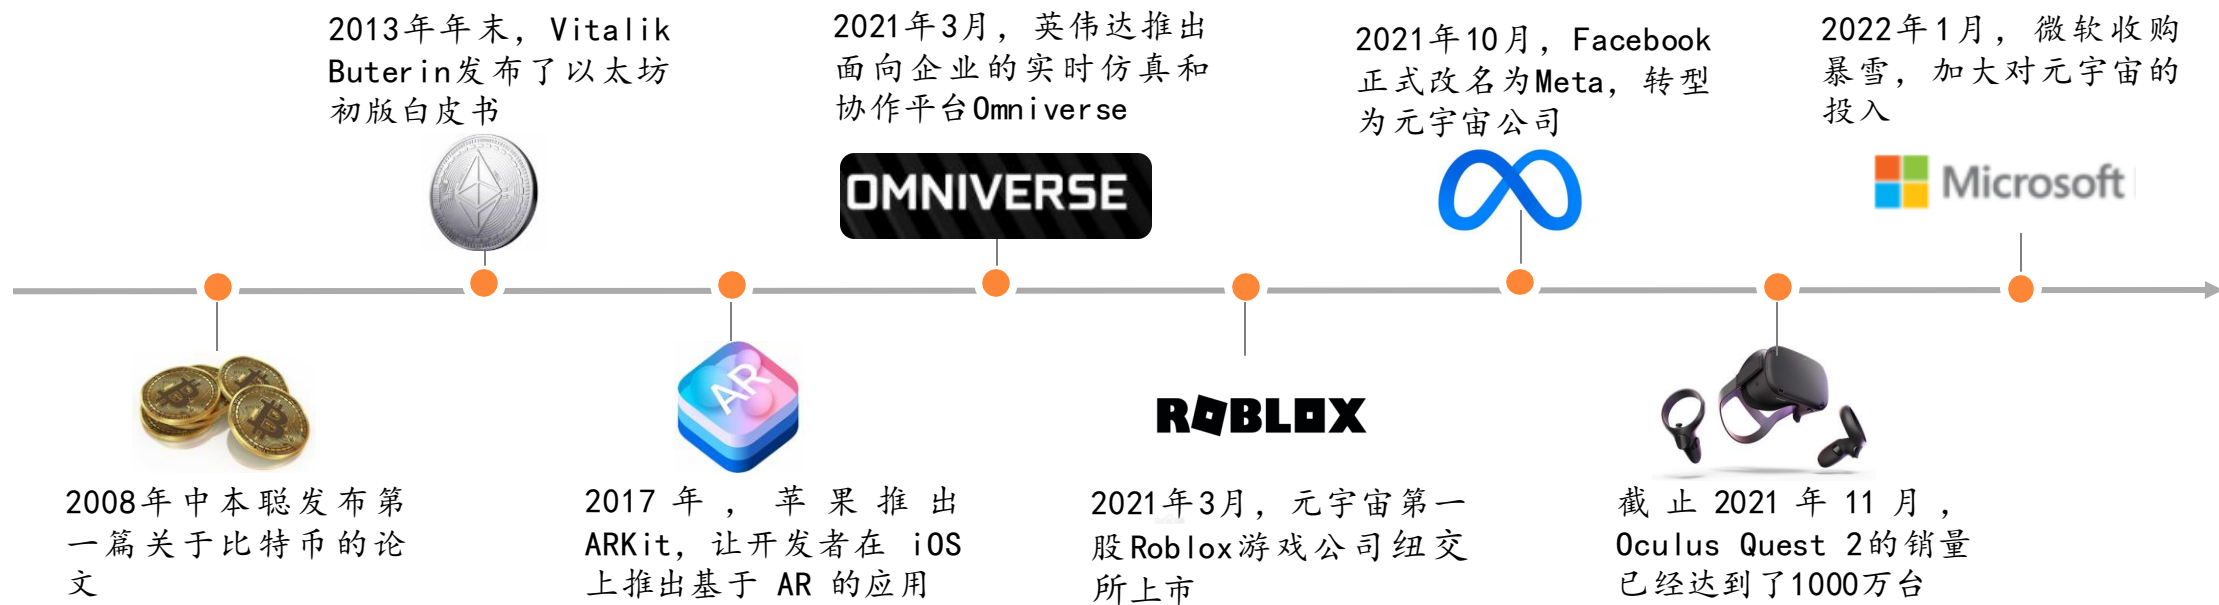 2013年年末，Vitalik
Buterin发布了以太坊
初版白皮书
2021年3月，英伟达推出
面向企业的实时仿真和
协作平台Omniverse
2021年10月，Facebook
正式改名为Meta，转型
为元宇宙公司
2022年1月，微软收购
暴雪，加大对元宇宙的
投入
OMNIVERSE
Microsoft
AR
ROBLOX
2008年中本聪发布第
一篇关于比特币的论
文
2017年，苹果推出
ARKit，让开发者在 iOS
上推出基于 AR 的应用
2021年3月，元宇宙第一
股Roblox游戏公司纽交
所上市
截止2021年11月，
Oculus Quest 2的销量
已经达到了1000万台